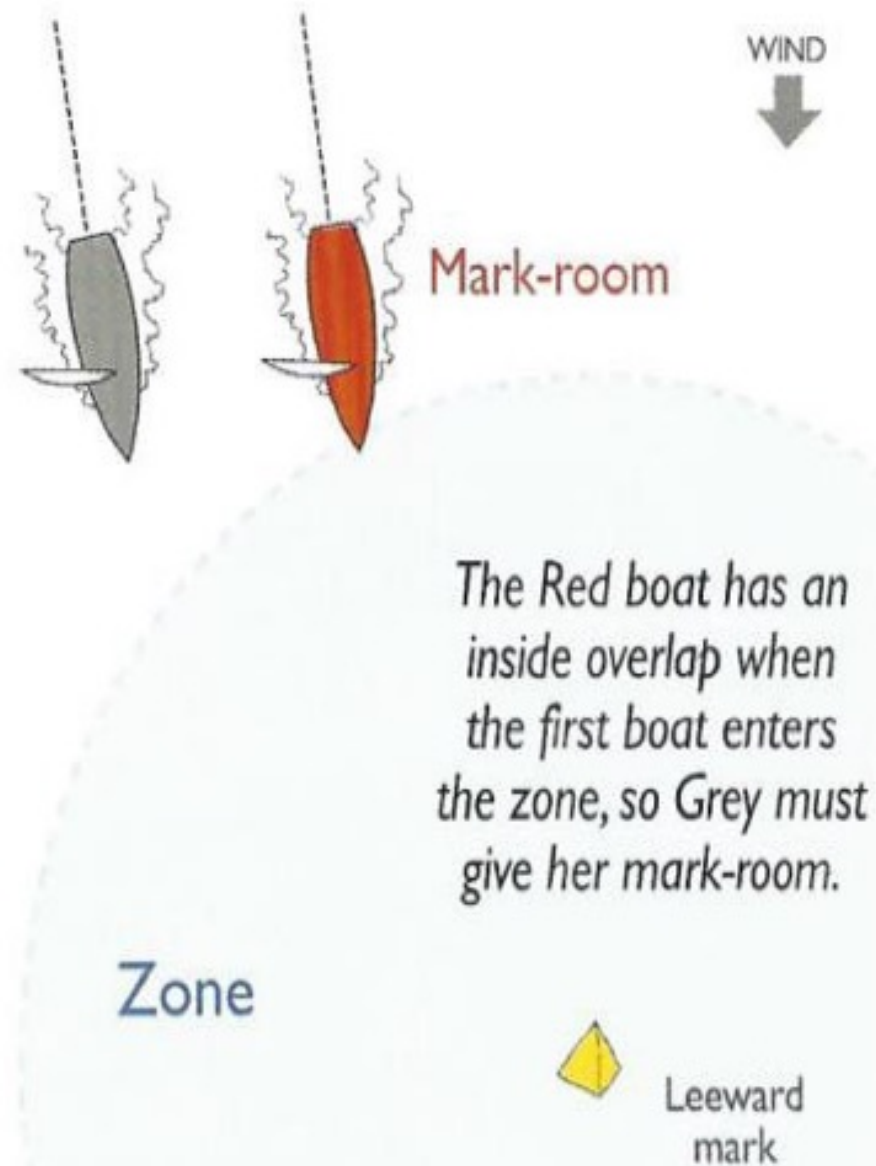 WIND
Mark-room
The Red boat has an
inside overlap when
the first boat enters
the zone, so Grey must
give her mark-room.
Zone
Leeward
mark